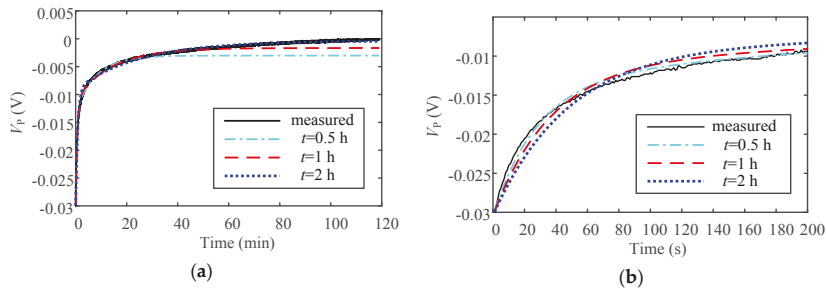 0.005
0
-0.005
-0.01
-0.015
-0.02
-0.025
-0.03
V_P (V)
measured
t=0.5 h
t=1 h
t=2 h
0 20 40 60 80 100 120
Time (min)
(a)
-0.01
-0.015
-0.02
-0.025
-0.03
V_P (V)
measured
t=0.5 h
t=1 h
t=2 h
0 20 40 60 80 100 120 140 160 180 200
Time (s)
(b)